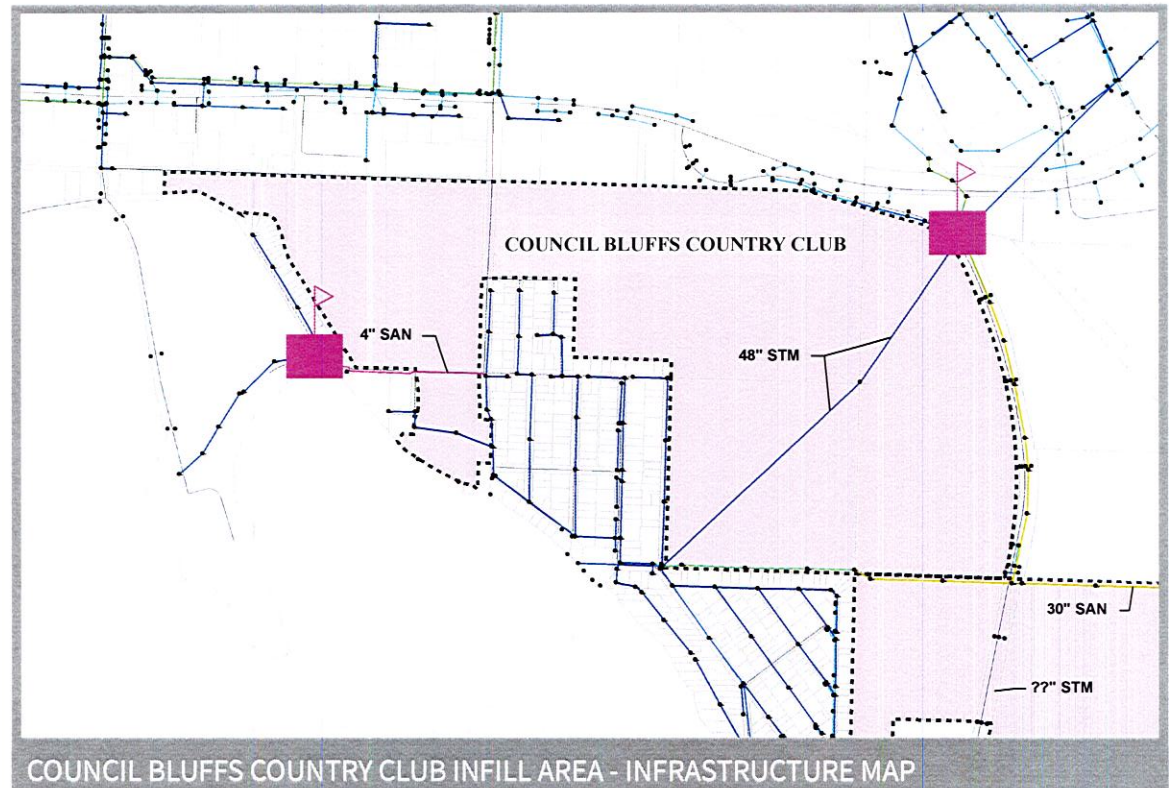 COUNCIL BLUFFS COUNTRY CLUB
4" SAN
48" STM
30" SAN
??" STM
COUNCIL BLUFFS COUNTRY CLUB INFILL AREA - INFRASTRUCTURE MAP